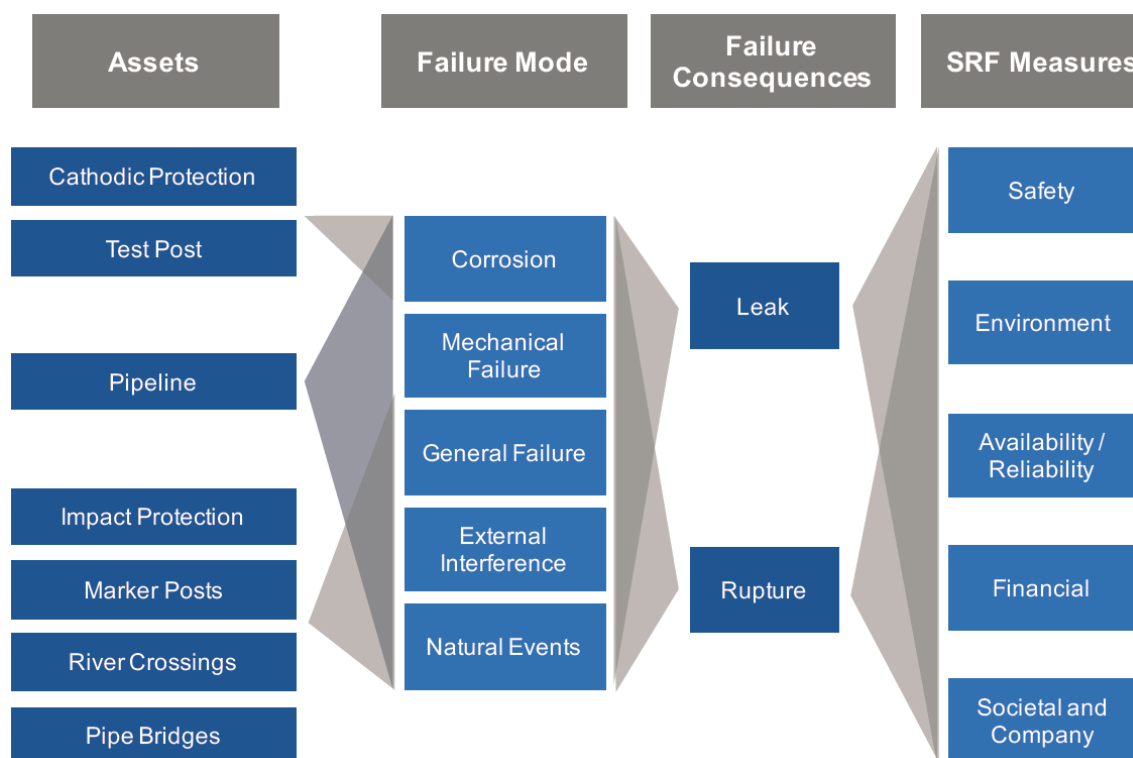 Assets
Failure Mode
Failure
Consequences
SRF Measures
Cathodic Protection
Test Post
Pipeline
Impact Protection
Marker Posts
River Crossings
Pipe Bridges
Corrosion
Mechanical
Failure
General Failure
External
Interference
Natural Events
Leak
Rupture
Safety
Environment
Availability /
Reliability
Financial
Societal and
Company